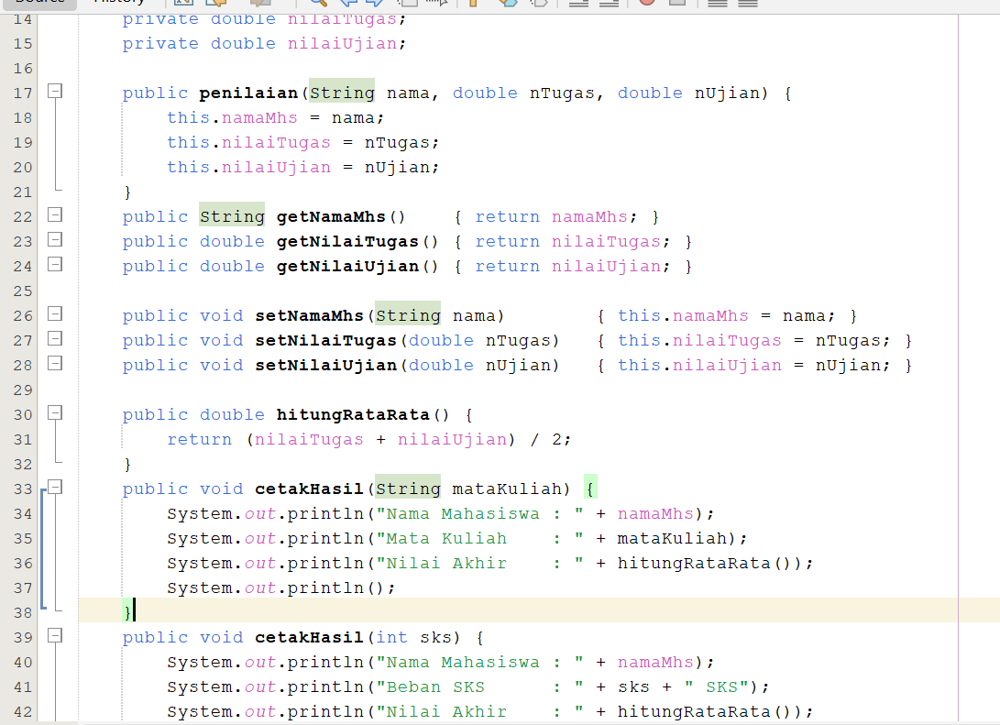 Source History
14 private double nilaiTugas;
15 private double nilaiUjian;
16
17 public penilaian(String nama, double nTugas, double nUjian) {
18 this.namaMhs = nama;
19 this.nilaiTugas = nTugas;
20 this.nilaiUjian = nUjian;
21 }
22 public String getNamaMhs() { return namaMhs; }
23 public double getNilaiTugas() { return nilaiTugas; }
24 public double getNilaiUjian() { return nilaiUjian; }
25
26 public void setNamaMhs(String nama) { this.namaMhs = nama; }
27 public void setNilaiTugas(double nTugas) { this.nilaiTugas = nTugas; }
28 public void setNilaiUjian(double nUjian) { this.nilaiUjian = nUjian; }
29
30 public double hitungRataRata() {
31 return (nilaiTugas + nilaiUjian) / 2;
32 }
33 public void cetakHasil(String mataKuliah) {
34 System.out.println("Nama Mahasiswa : " + namaMhs);
35 System.out.println("Mata Kuliah    : " + mataKuliah);
36 System.out.println("Nilai Akhir    : " + hitungRataRata());
37 System.out.println();
38 }
39 public void cetakHasil(int sks) {
40 System.out.println("Nama Mahasiswa : " + namaMhs);
41 System.out.println("Beban SKS      : " + sks + " SKS");
42 System.out.println("Nilai Akhir    : " + hitungRataRata());